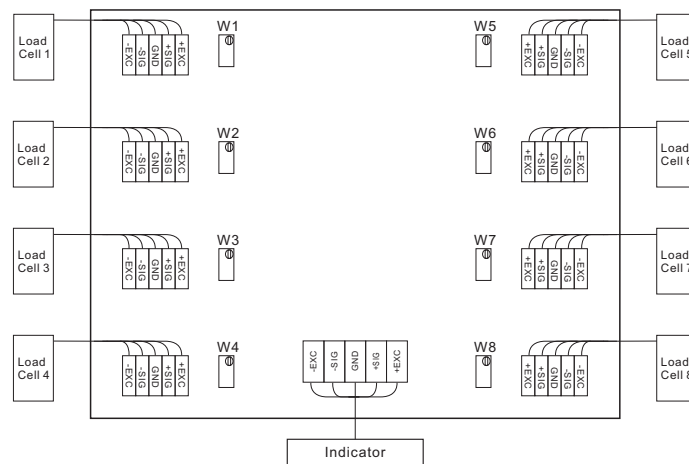 Load
Cell 1
-EXC
-SIG
GND
+SIG
+EXC
W1
W5
+EXC
+SIG
GND
-SIG
-EXC
Load
Cell 5
Load
Cell 2
-EXC
-SIG
GND
+SIG
+EXC
W2
W6
+EXC
+SIG
GND
-SIG
-EXC
Load
Cell 6
Load
Cell 3
-EXC
-SIG
GND
+SIG
+EXC
W3
W7
+EXC
+SIG
GND
-SIG
-EXC
Load
Cell 7
Load
Cell 4
-EXC
-SIG
GND
+SIG
+EXC
W4
-EXC
-SIG
GND
+SIG
+EXC
W8
+EXC
+SIG
GND
-SIG
-EXC
Load
Cell 8
Indicator